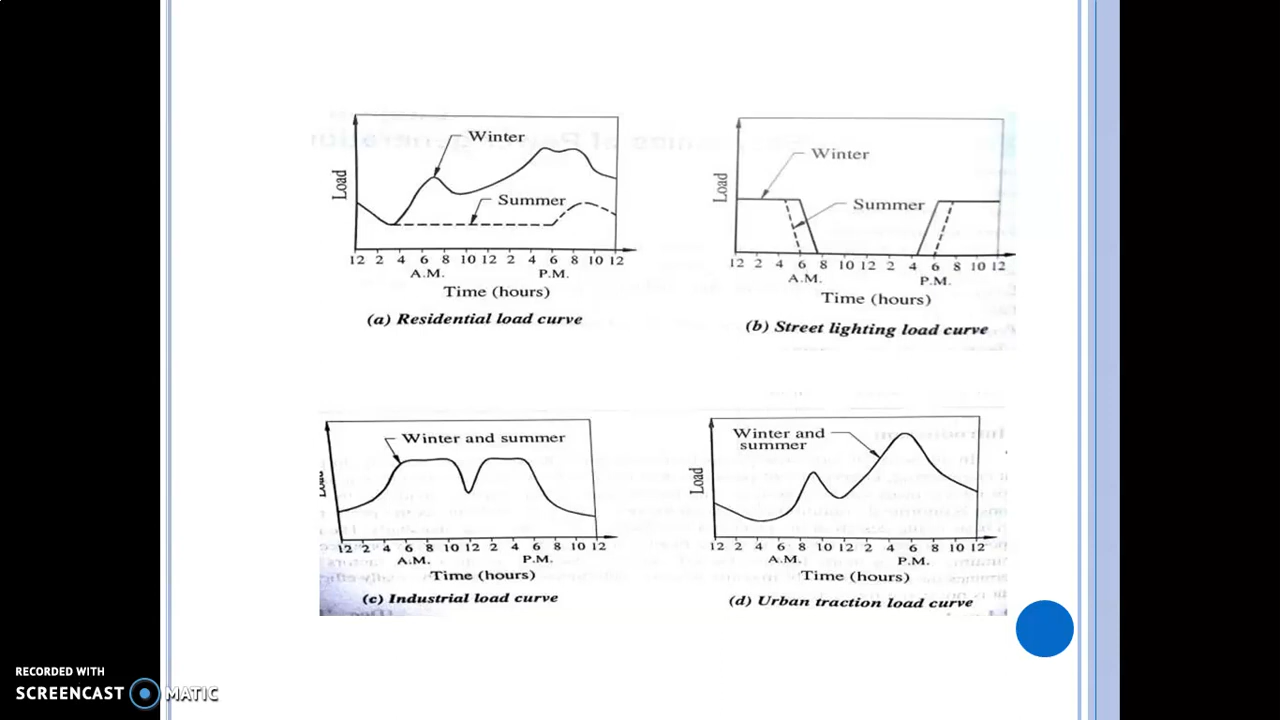 Winter
Summer
Load
12 2 4 6 8 10 12 2 4 6 8 10 12
A.M. P.M.
Time (hours)
(a) Residential load curve
Winter
Summer
Load
12 2 4 6 8 10 12 2 4 6 8 10 12
A.M. P.M.
Time (hours)
(b) Street lighting load curve
Winter and summer
12 2 4 6 8 10 12 2 4 6 8 10 12
A.M. P.M.
Time (hours)
(c) Industrial load curve
Winter and
summer
Load
12 2 4 6 8 10 12 2 4 6 8 10 12
A.M. P.M.
Time (hours)
(d) Urban traction load curve
RECORDED WITH
SCREENCAST MATIC